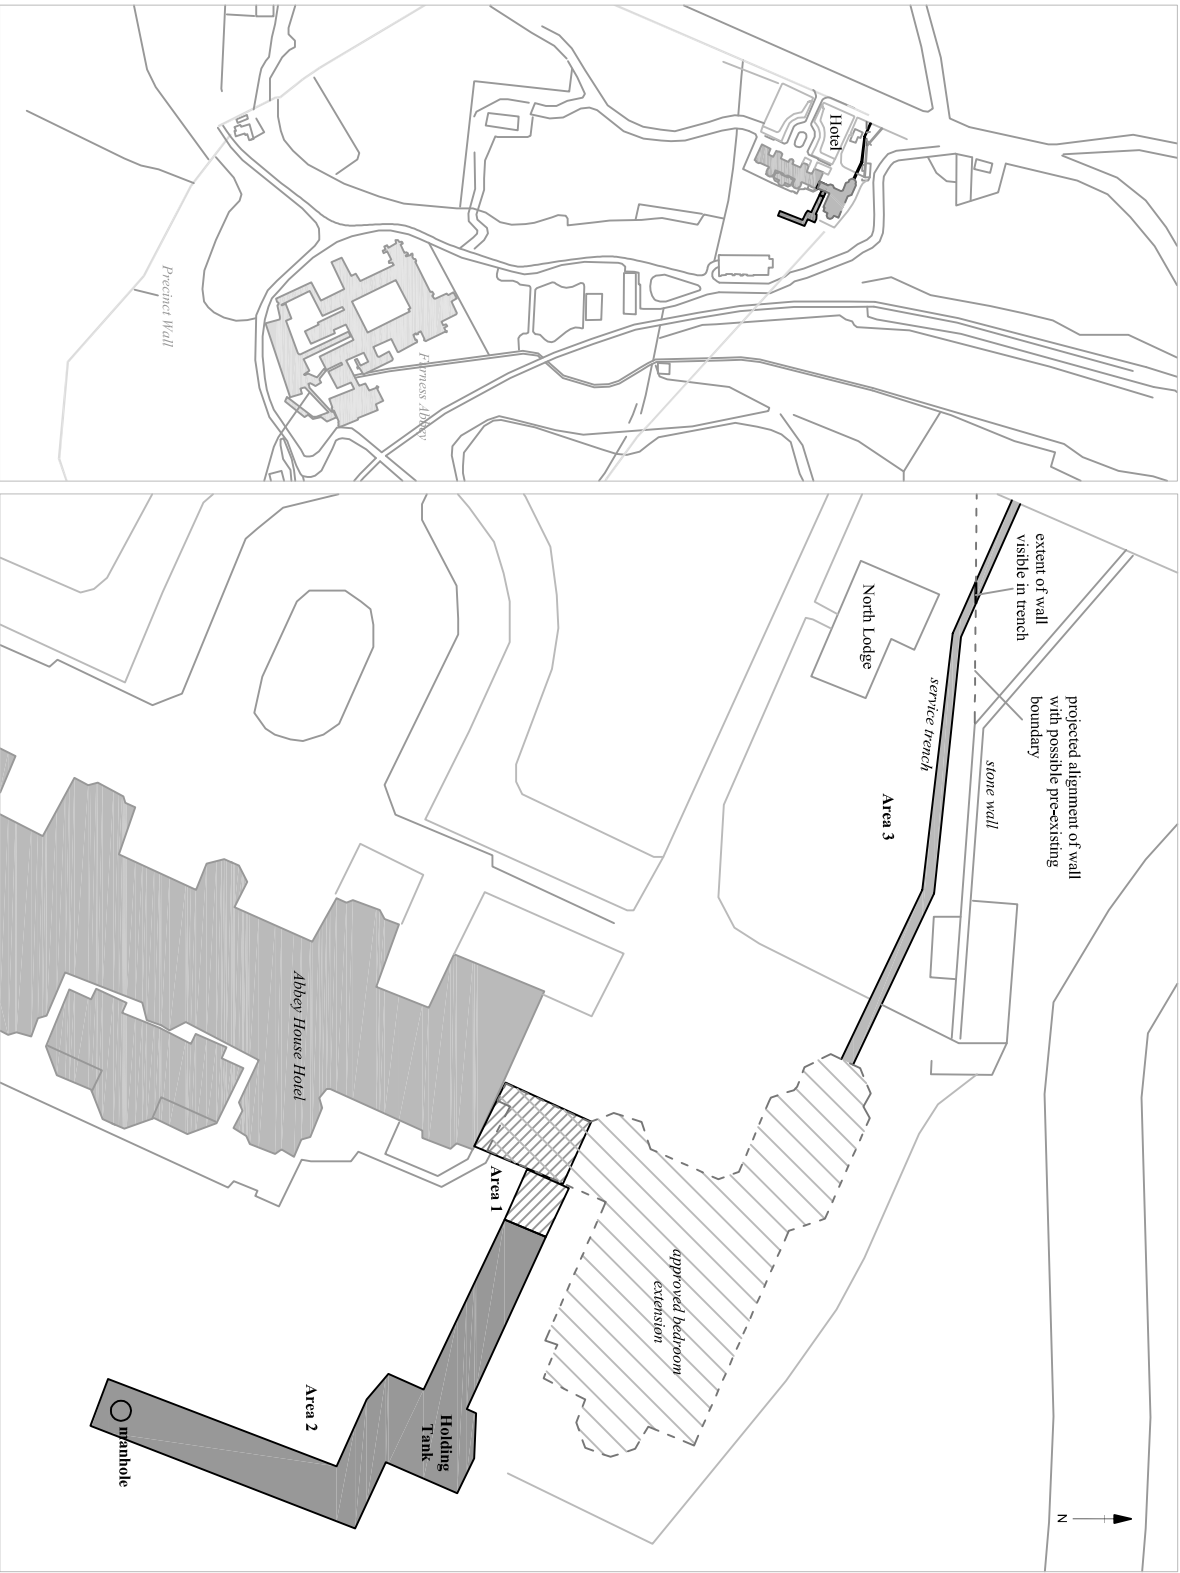 Hotel
Precinct Wall
Furness Abbey
extent of wall
visible in trench
projected alignment of wall
with possible pre-existing
boundary
North Lodge
service trench
stone wall
Area 3
Abbey House Hotel
Area 1
approved bedroom
extension
Area 2
Holding
Tank
manhole
N